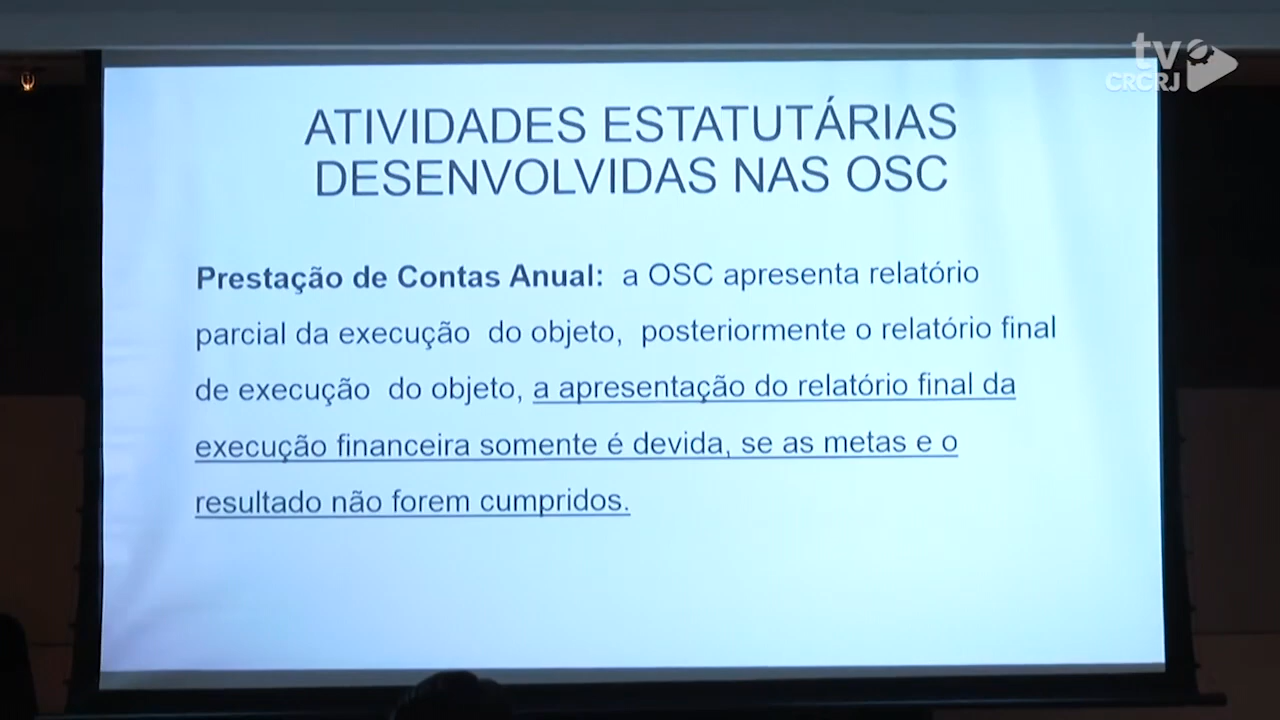 tv
CRCRJ
ATIVIDADES ESTATUTÁRIAS
DESENVOLVIDAS NAS OSC
Prestação de Contas Anual: a OSC apresenta relatório
parcial da execução do objeto, posteriormente o relatório final
de execução do objeto, a apresentação do relatório final da
execução financeira somente é devida, se as metas e o
resultado não forem cumpridos.